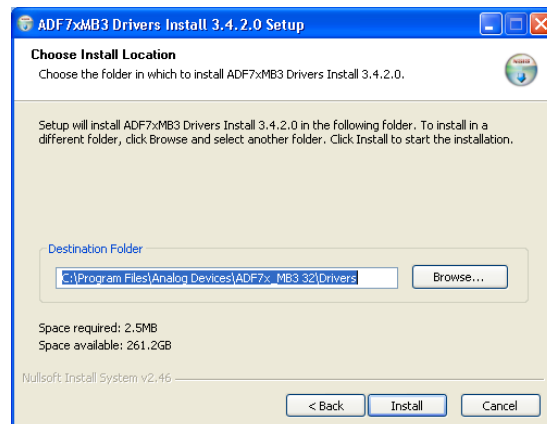 ADF7xMB3 Drivers Install 3.4.2.0 Setup
Choose Install Location
Choose the folder in which to install ADF7xMB3 Drivers Install 3.4.2.0.
Setup will install ADF7xMB3 Drivers Install 3.4.2.0 in the following folder. To install in a
different folder, click Browse and select another folder. Click Install to start the installation.
Destination Folder
C:\Program Files\Analog Devices\ADF7x_MB3 32\Drivers
Browse...
Space required: 2.5MB
Space available: 261.2GB
Nullsoft Install System v2.46
< Back Install Cancel